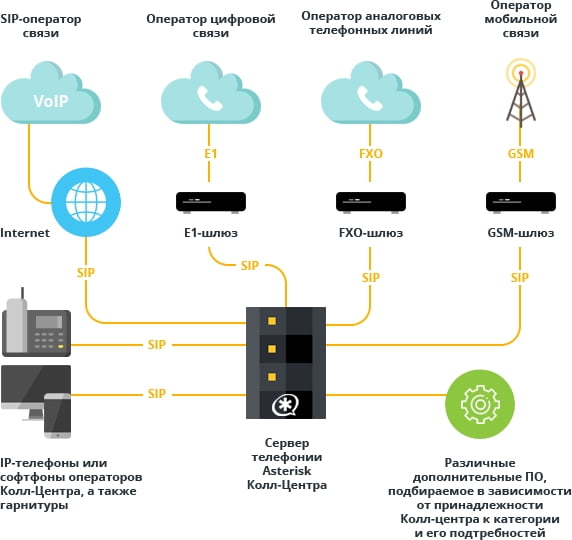 SIP-оператор
связи
Оператор цифровой
связи
Оператор аналоговых
телефонных линий
Оператор
мобильной
связи
VoIP
E1
FXO
GSM
Internet
E1-шлюз
FXO-шлюз
GSM-шлюз
SIP
SIP
SIP
SIP
SIP
SIP
IP-телефоны или
софтфоны операторов
Колл-Центра, а также
гарнитуры
Сервер
телефонии
Asterisk
Колл-Центра
Различные
дополнительные ПО,
подбираемое в зависимости
от принадлежности
Колл-центра к категории
и его подтребностей